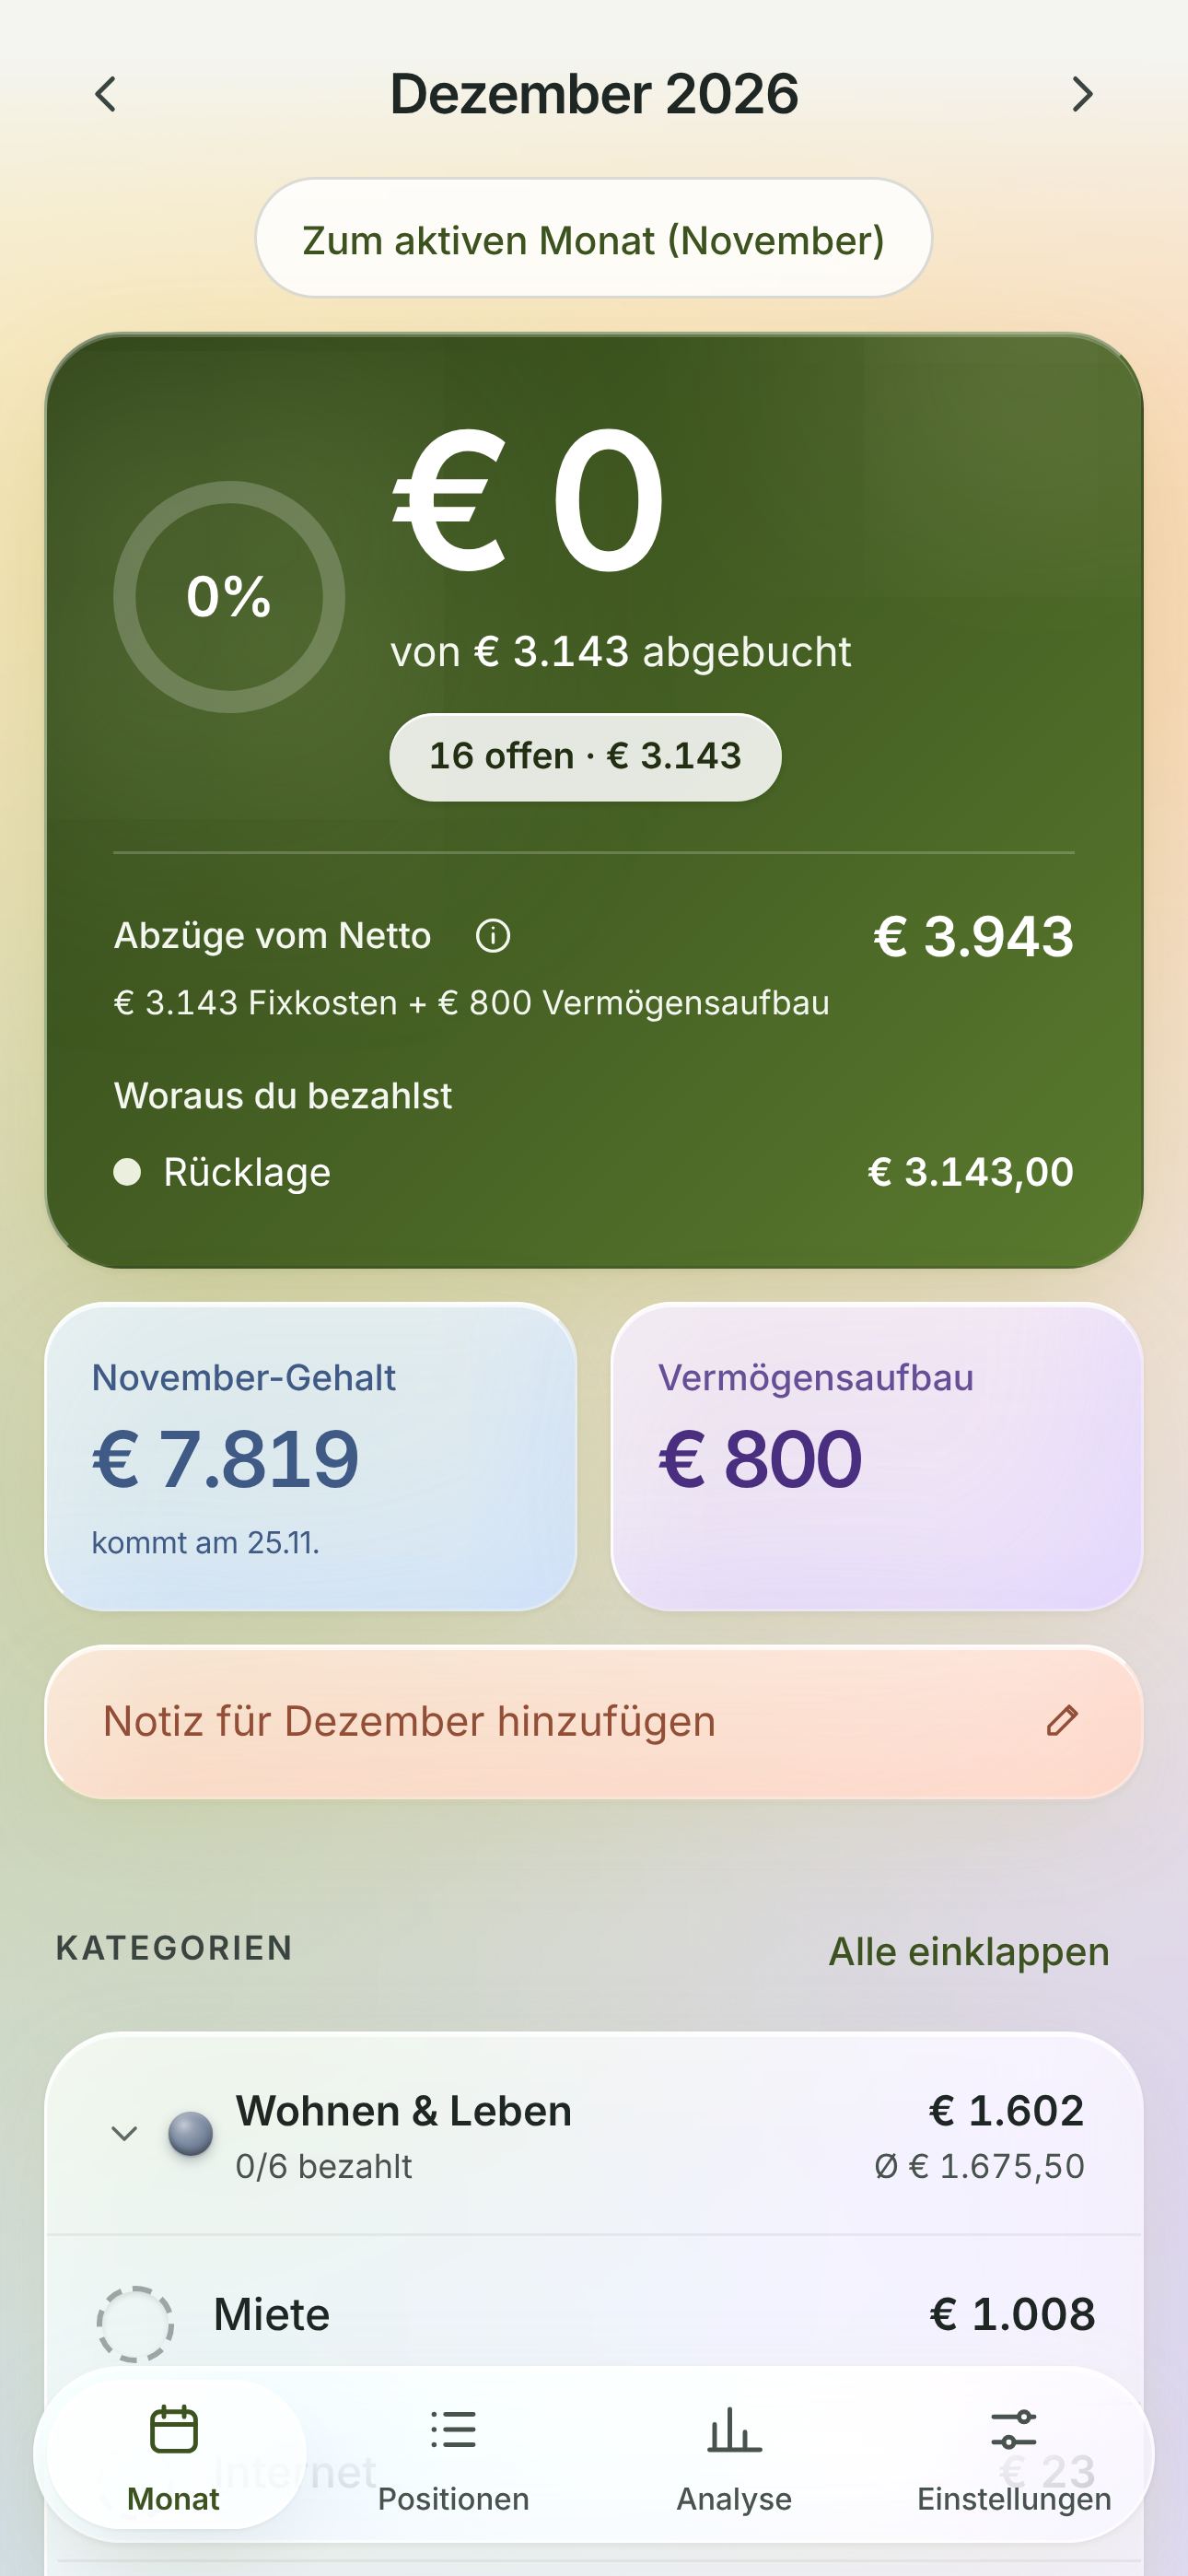 Dezember 2026
Zum aktiven Monat (November)
€ 0
0%
von € 3.143 abgebucht
16 offen · € 3.143
Abzüge vom Netto € 3.943
€ 3.143 Fixkosten + € 800 Vermögensaufbau
Woraus du bezahlst
Rücklage € 3.143,00
November-Gehalt
€ 7.819
kommt am 25.11.
Vermögensaufbau
€ 800
Notiz für Dezember hinzufügen
KATEGORIEN Alle einklappen
Wohnen & Leben € 1.602
0/6 bezahlt Ø € 1.675,50
Miete € 1.008
Internet € 23
Monat Positionen Analyse Einstellungen